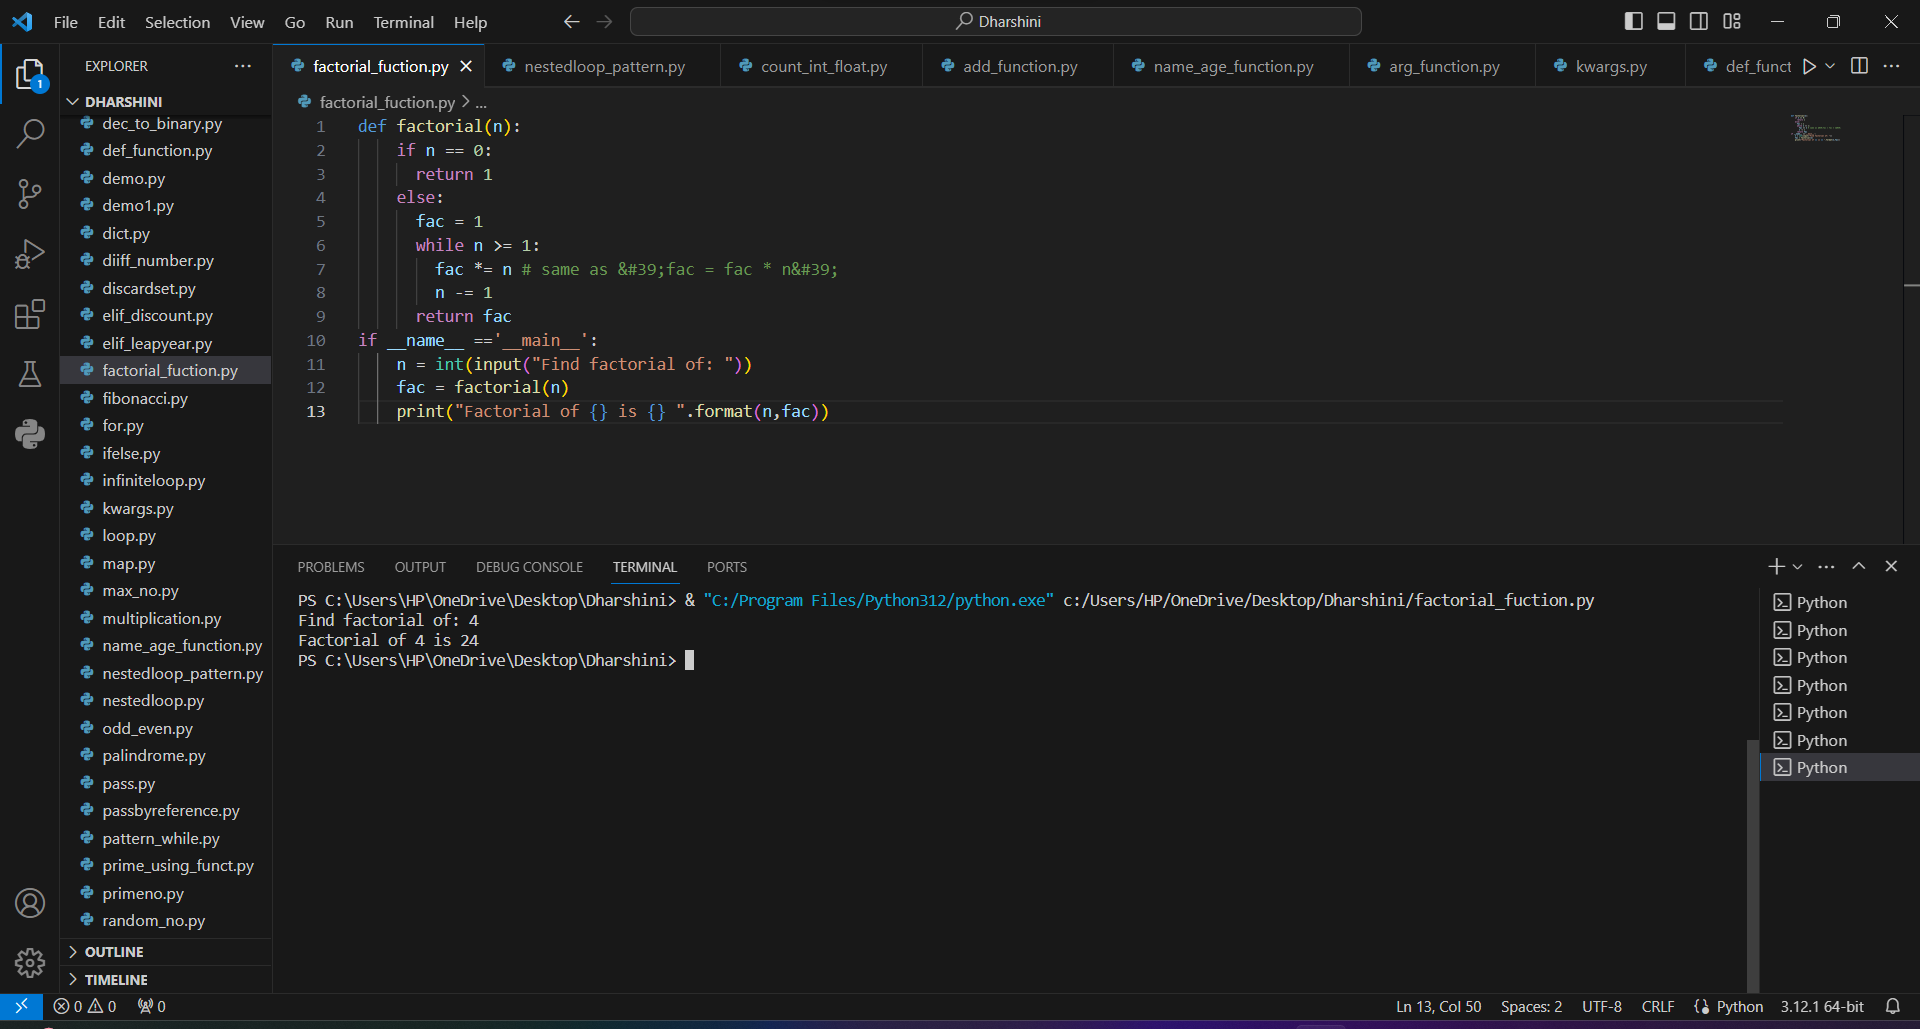 File Edit Selection View Go Run Terminal Help
Dharshini
EXPLORER
DHARSHINI
dec_to_binary.py
def_function.py
demo.py
demo1.py
dict.py
diiff_number.py
discardset.py
elif_discount.py
elif_leapyear.py
factorial_fuction.py
fibonacci.py
for.py
ifelse.py
infiniteloop.py
kwargs.py
loop.py
map.py
max_no.py
multiplication.py
name_age_function.py
nestedloop_pattern.py
nestedloop.py
odd_even.py
palindrome.py
pass.py
passbyreference.py
pattern_while.py
prime_using_funct.py
primeno.py
random_no.py
OUTLINE
TIMELINE
factorial_fuction.py nestedloop_pattern.py count_int_float.py add_function.py name_age_function.py arg_function.py kwargs.py def_funct
factorial_fuction.py > ...
1 def factorial(n):
2     if n == 0:
3       return 1
4     else:
5       fac = 1
6       while n >= 1:
7         fac *= n # same as &#39;fac = fac * n&#39;
8         n -= 1
9       return fac
10 if __name__ =='__main__':
11     n = int(input("Find factorial of: "))
12     fac = factorial(n)
13     print("Factorial of {} is {} ".format(n,fac))
PROBLEMS OUTPUT DEBUG CONSOLE TERMINAL PORTS
PS C:\Users\HP\OneDrive\Desktop\Dharshini> & "C:/Program Files/Python312/python.exe" c:/Users/HP/OneDrive/Desktop/Dharshini/factorial_fuction.py
Find factorial of: 4
Factorial of 4 is 24
PS C:\Users\HP\OneDrive\Desktop\Dharshini>
Python
Python
Python
Python
Python
Python
Python
1
0 0 0 Ln 13, Col 50 Spaces: 2 UTF-8 CRLF Python 3.12.1 64-bit